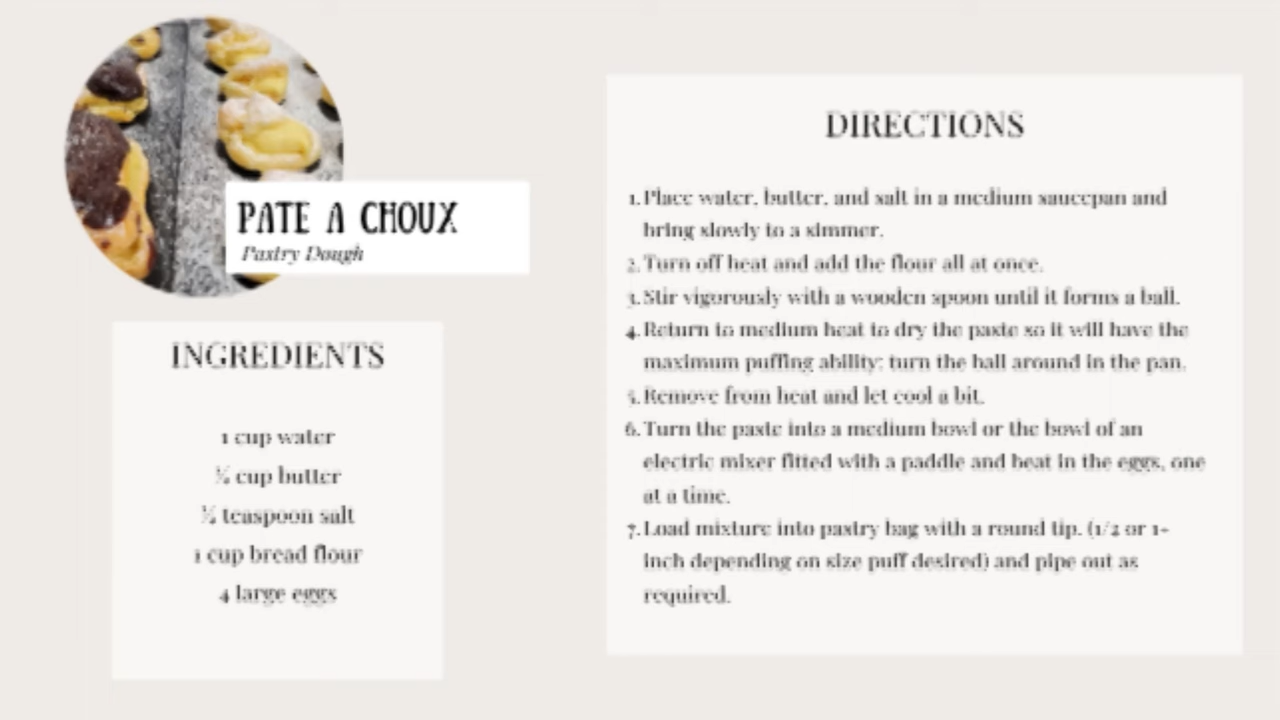 PATE A CHOUX
Pastry Dough
INGREDIENTS
1 cup water
½ cup butter
½ teaspoon salt
1 cup bread flour
4 large eggs
DIRECTIONS
1. Place water, butter, and salt in a medium saucepan and
bring slowly to a simmer.
2. Turn off heat and add the flour all at once.
3. Stir vigorously with a wooden spoon until it forms a ball.
4. Return to medium heat to dry the paste so it will have the
maximum puffing ability; turn the ball around in the pan.
5. Remove from heat and let cool a bit.
6. Turn the paste into a medium bowl or the bowl of an
electric mixer fitted with a paddle and beat in the eggs, one
at a time.
7. Load mixture into pastry bag with a round tip. (1/2 or 1-
inch depending on size puff desired) and pipe out as
required.